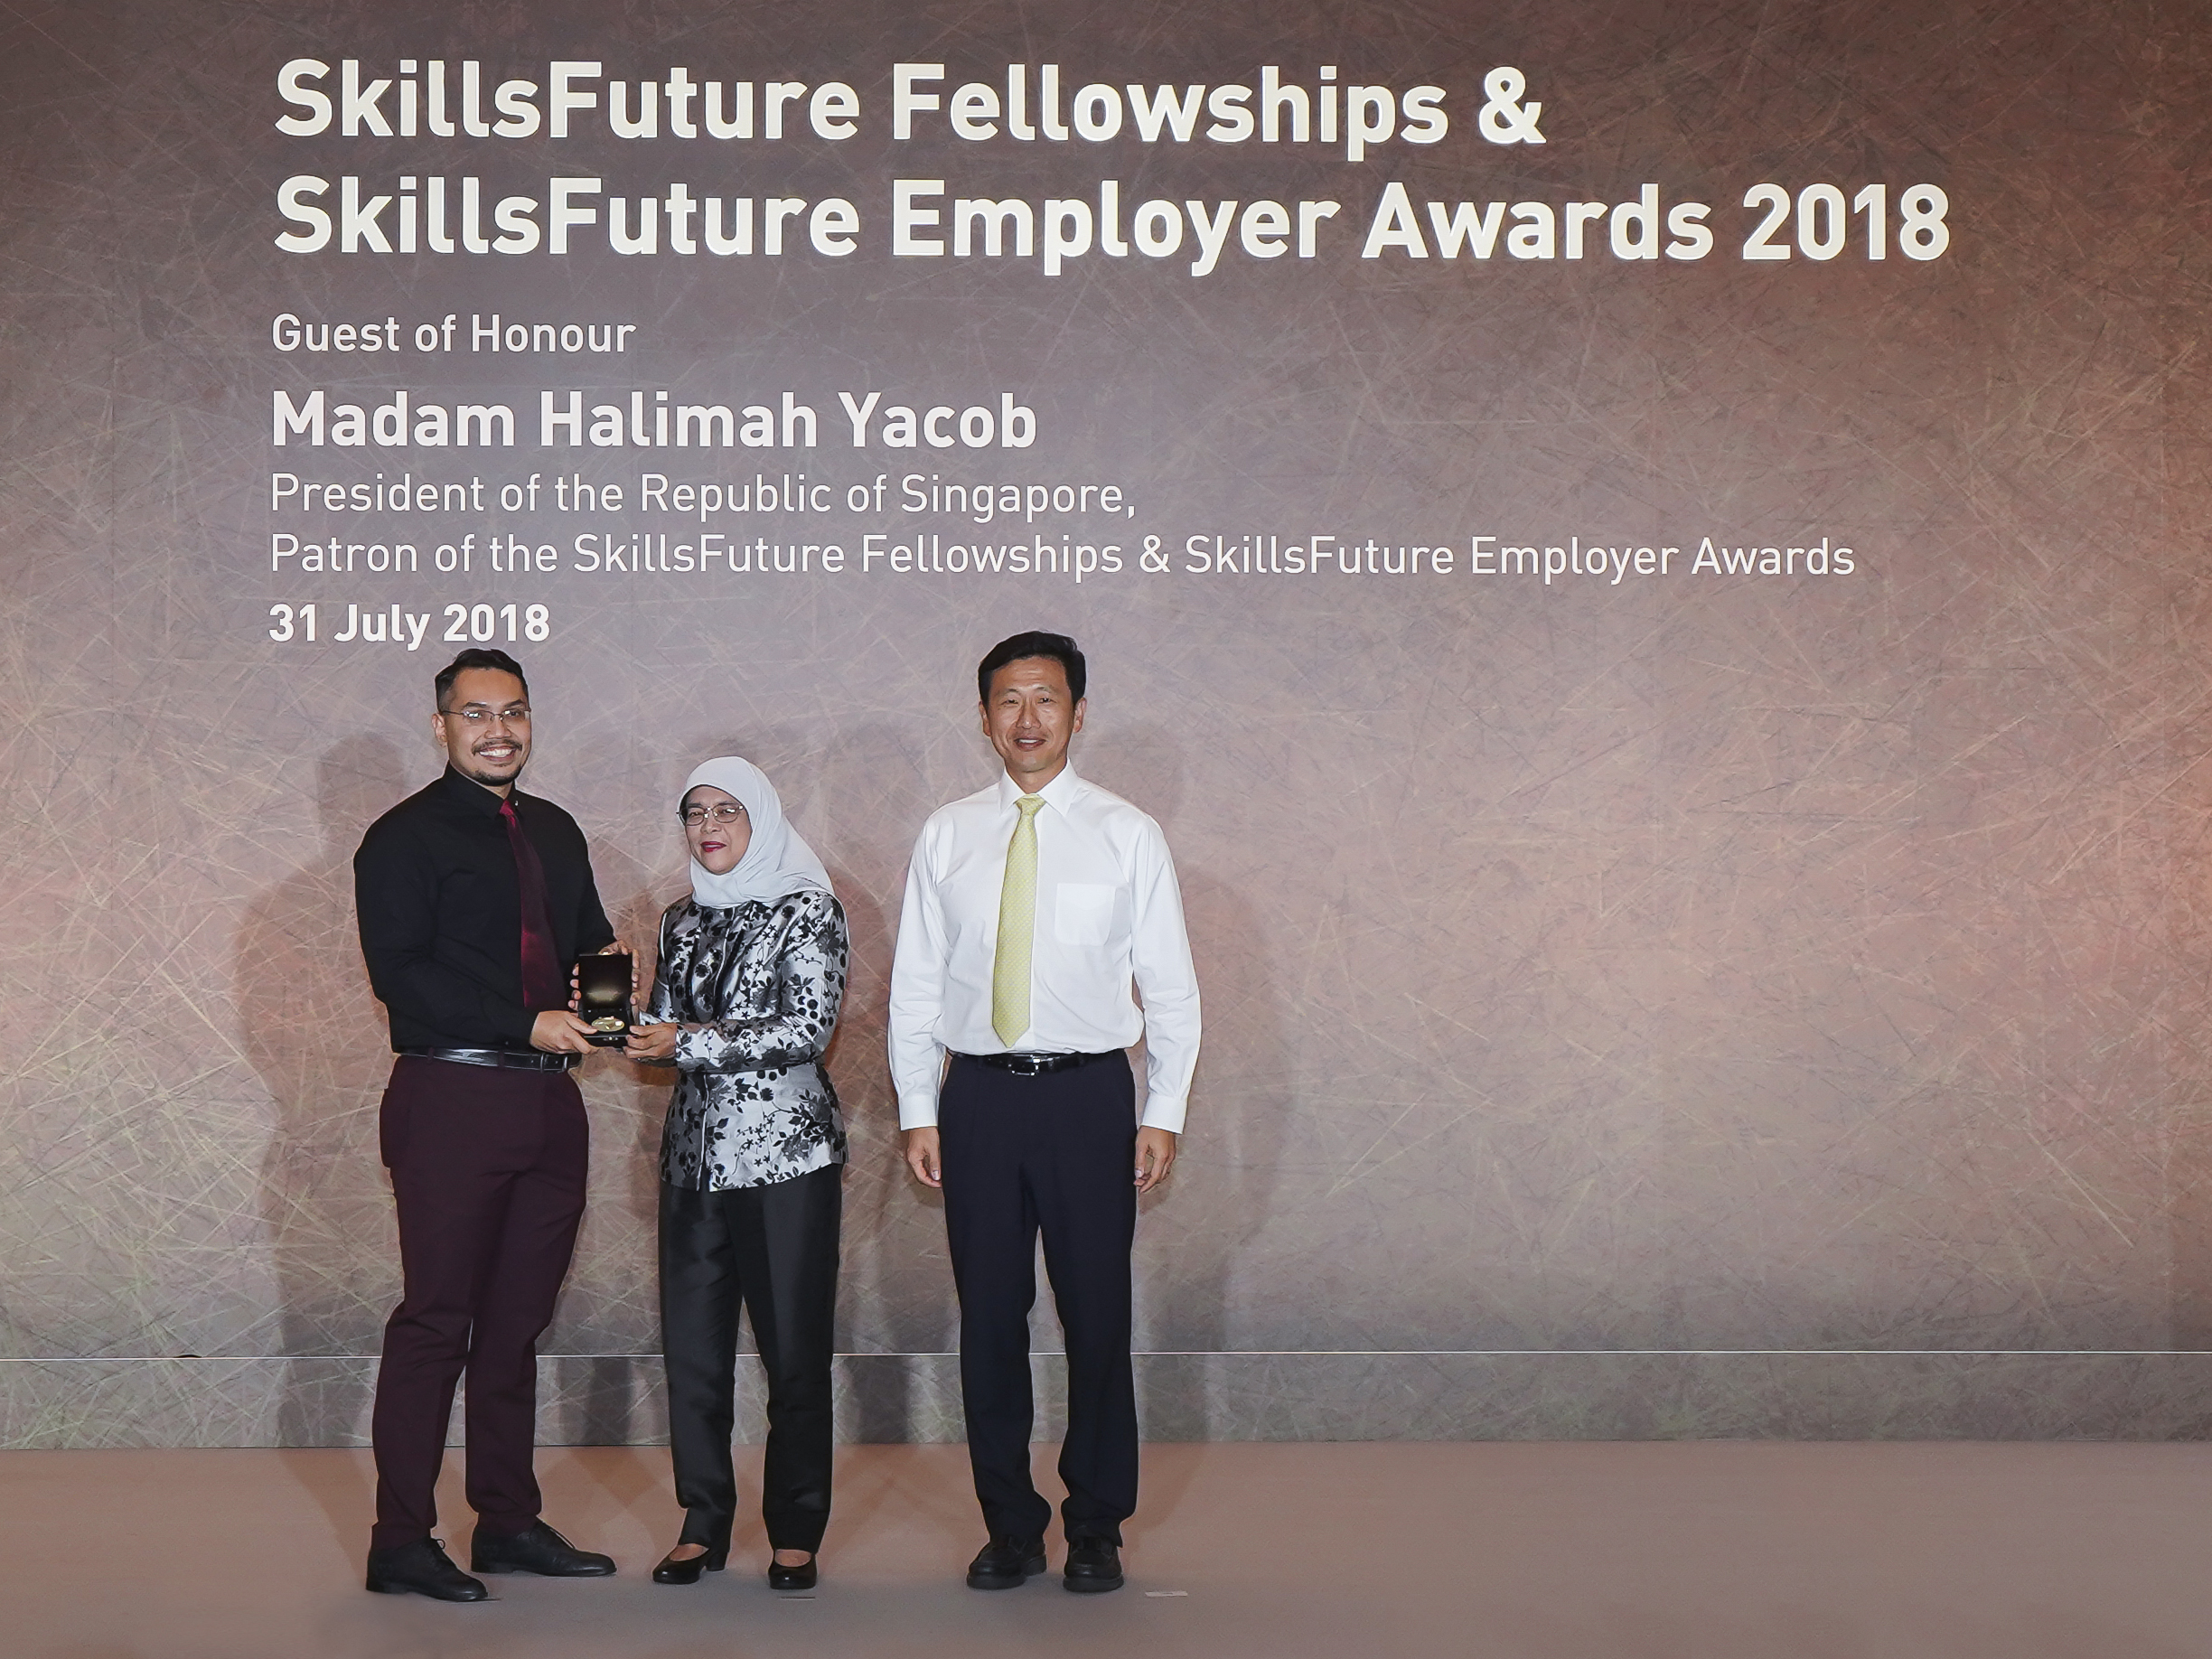 SkillsFuture Fellowships &
SkillsFuture Employer Awards 2018
Guest of Honour
Madam Halimah Yacob
President of the Republic of Singapore,
Patron of the SkillsFuture Fellowships & SkillsFuture Employer Awards
31 July 2018